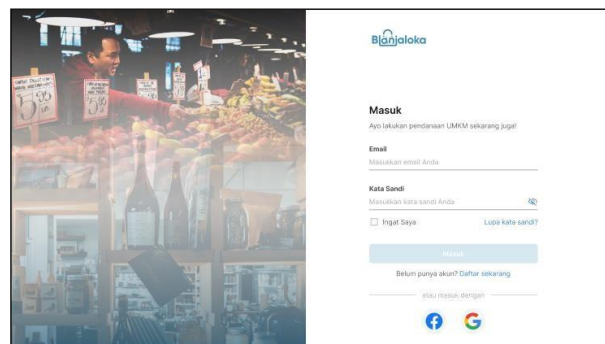 Blanjaloka
Masuk
Ayo lakukan pendanaan UMKM sekarang juga!
Email
Masukkan email Anda
Kata Sandi
Masukkan kata sandi Anda
Ingat Saya Lupa kata sandi?
Masuk
Belum punya akun? Daftar sekarang
atau masuk dengan